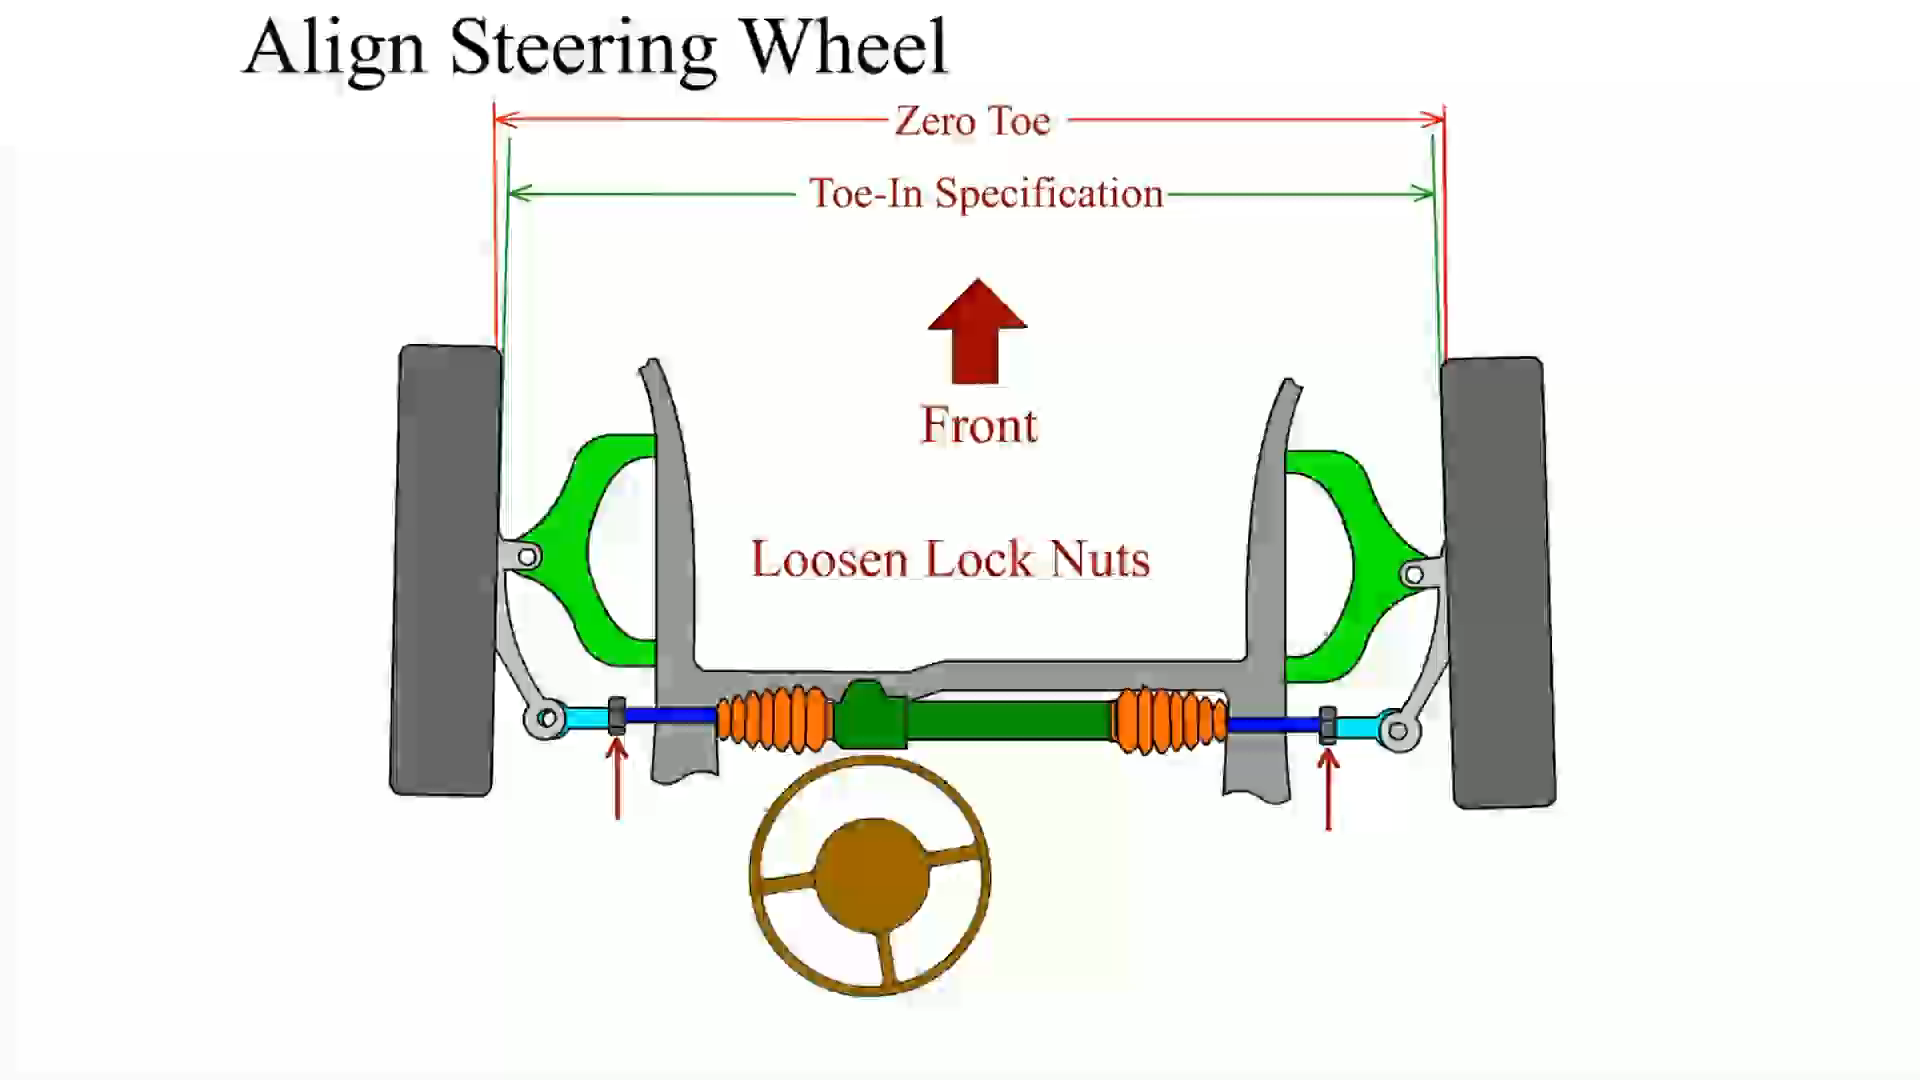 Align Steering Wheel
Zero Toe
Toe-In Specification
Front
Loosen Lock Nuts